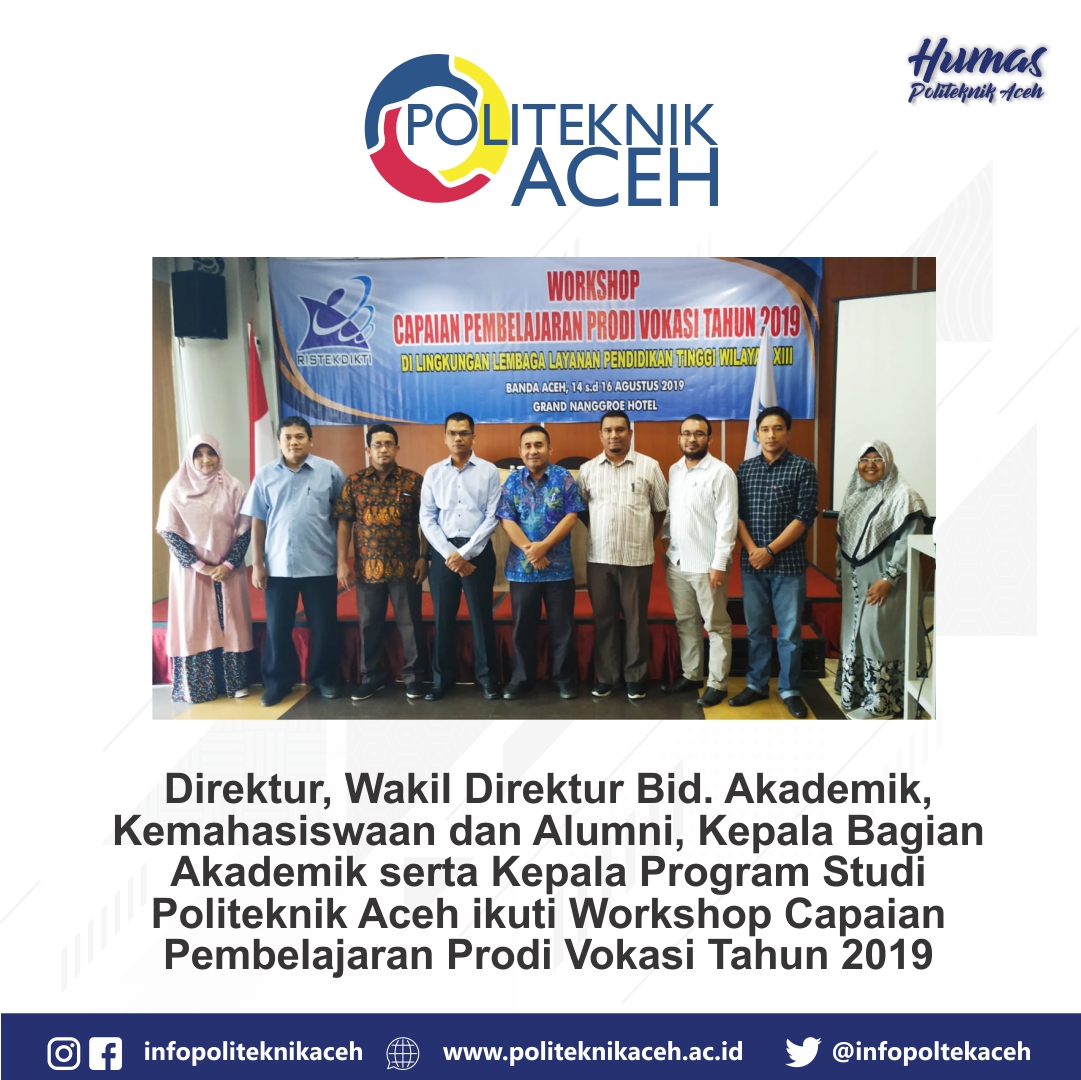 Humas
Politeknik Aceh
POLITEKNIK
ACEH
WORKSHOP
CAPAIAN PEMBELAJARAN PRODI VOKASI TAHUN 2019
DI LINGKUNGAN LEMBAGA LAYANAN PENDIDIKAN TINGGI WILAYAH XIII
RISTEKDIKTI
BANDA ACEH, 14 s.d 16 AGUSTUS 2019
GRAND NANGGROE HOTEL
Direktur, Wakil Direktur Bid. Akademik,
Kemahasiswaan dan Alumni, Kepala Bagian
Akademik serta Kepala Program Studi
Politeknik Aceh ikuti Workshop Capaian
Pembelajaran Prodi Vokasi Tahun 2019
infopoliteknikaceh www.politeknikaceh.ac.id @infopoltekaceh